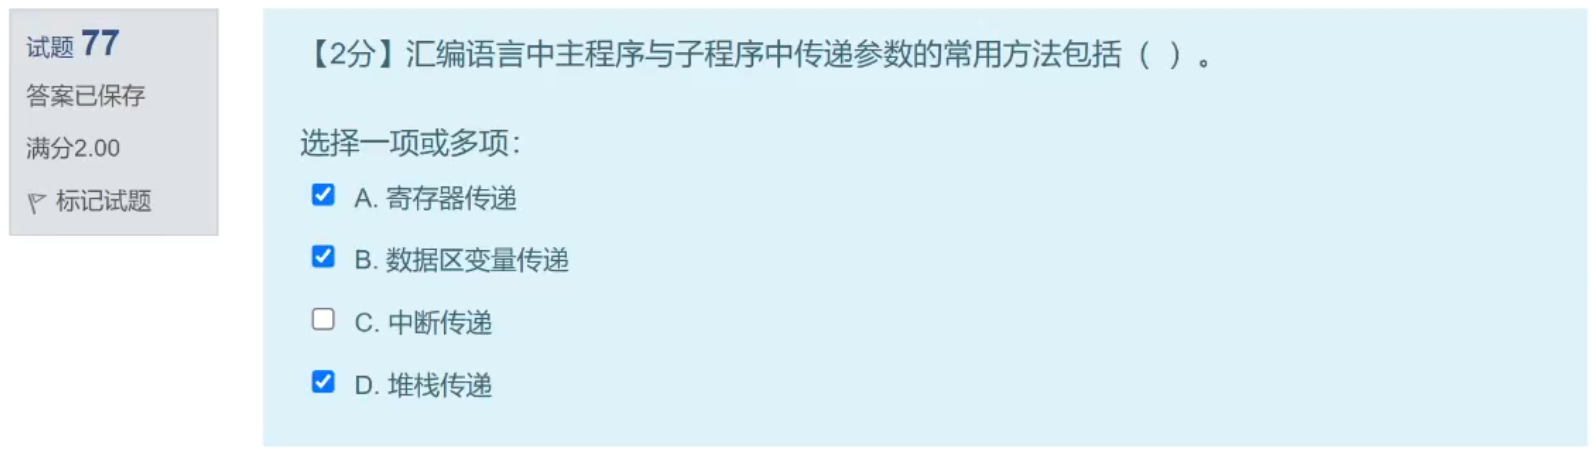 试题 77
答案已保存
满分2.00
标记试题
【2分】汇编语言中主程序与子程序中传递参数的常用方法包括（ ）。
选择一项或多项：
A. 寄存器传递
B. 数据区变量传递
C. 中断传递
D. 堆栈传递